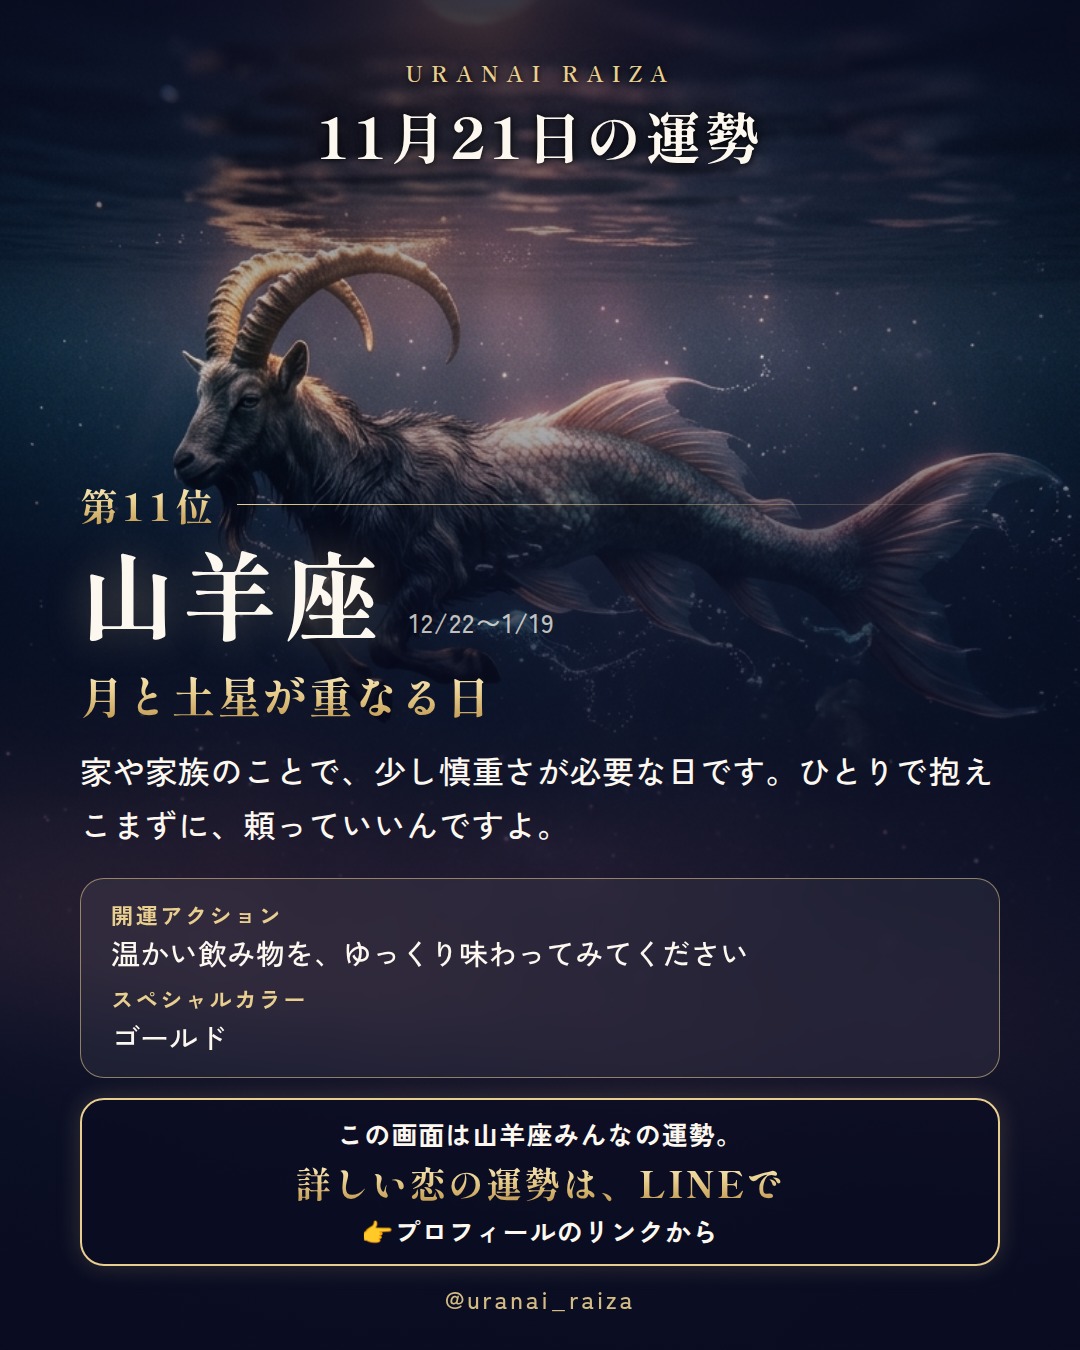 URANAI RAIZA
11月21日の運勢
第11位
山羊座 12/22〜1/19
月と土星が重なる日
家や家族のことで、少し慎重さが必要な日です。ひとりで抱え
こまずに、頼っていいんですよ。
開運アクション
温かい飲み物を、ゆっくり味わってみてください
スペシャルカラー
ゴールド
この画面は山羊座みんなの運勢。
詳しい恋の運勢は、LINEで
👉プロフィールのリンクから
@uranai_raiza